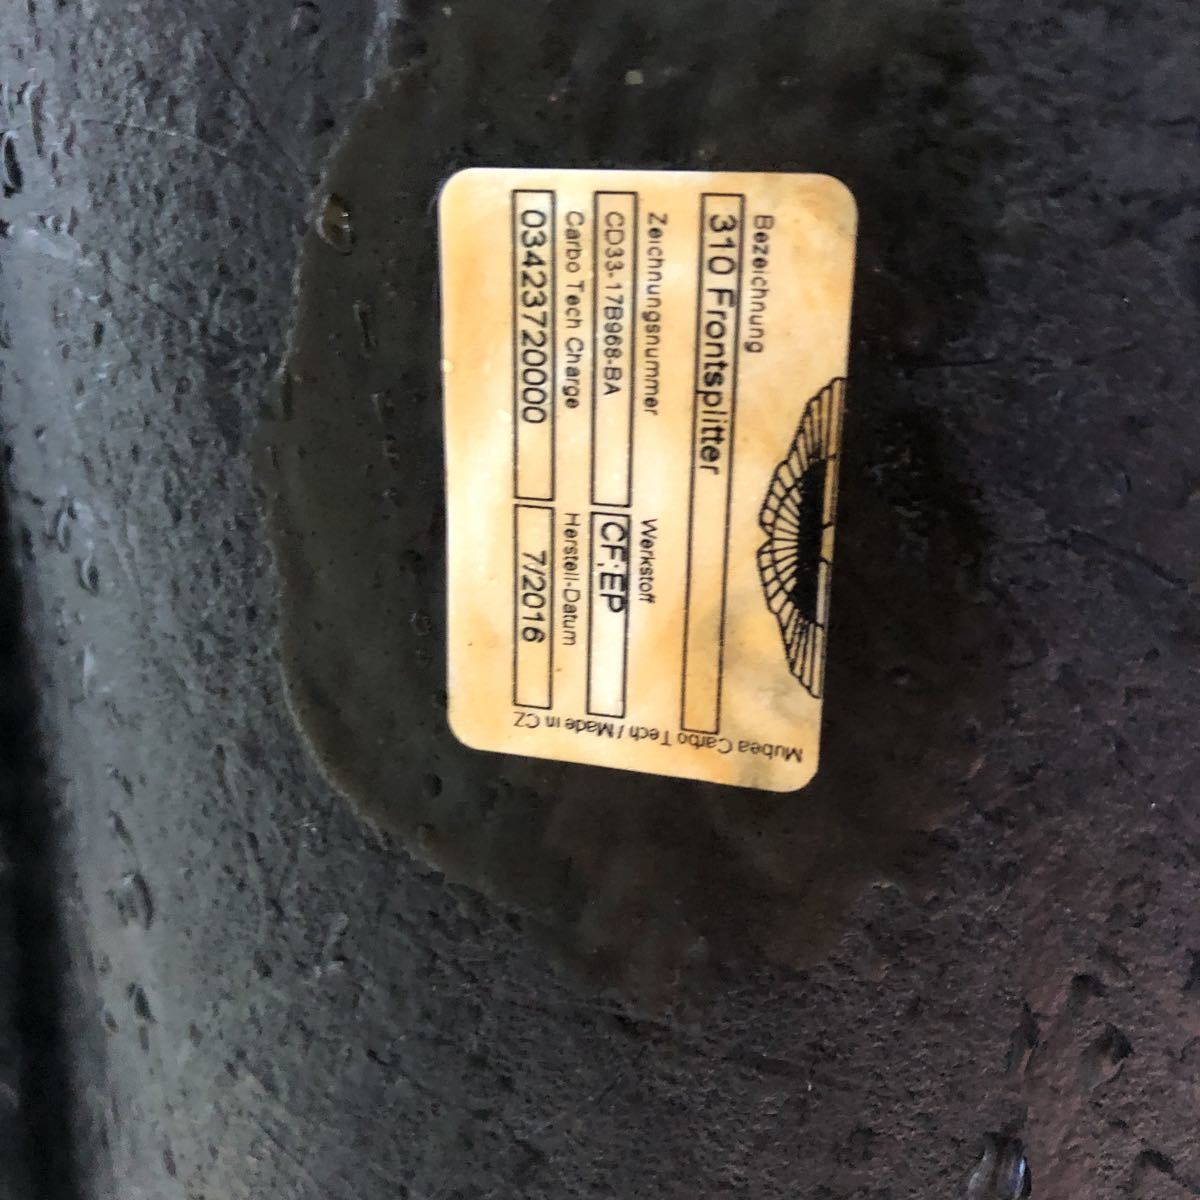 Bezeichnung
310 Frontsplitter
Zeichnungsnummer Werkstoff
CD33-17B968-BA CF;EP
Carbo Tech Charge Herstell-Datum
03423720000 7/2016
Mubea Carbo Tech / Made in CZ